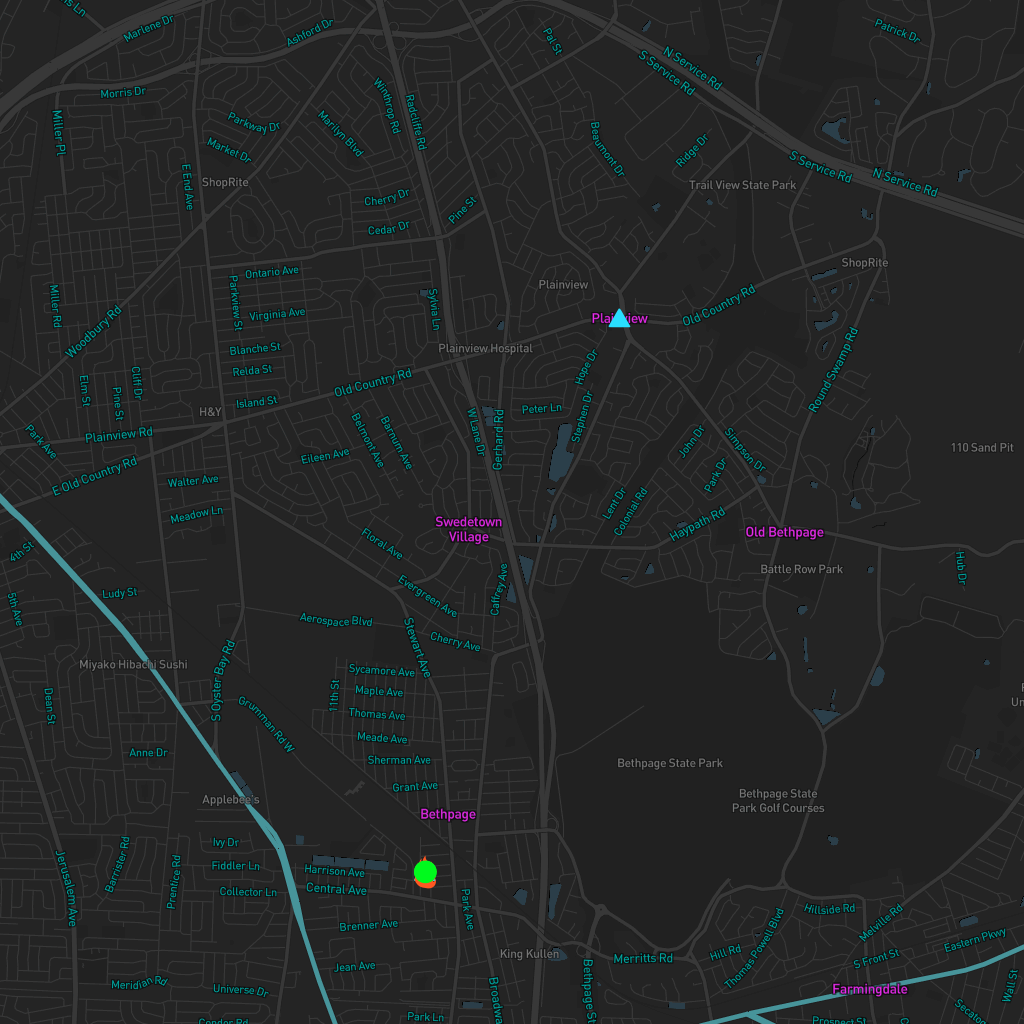 Marlene Dr
Ashford Dr
Pal St
Patrick Dr
N Service Rd
S Service Rd
Morris Dr
Winthrop Rd
Radcliffe Rd
Miller Pl
Parkway Dr
Marilyn Blvd
Market Dr
Beaumont Dr
Ridge Dr
S Service Rd
N Service Rd
E End Ave
ShopRite
Trail View State Park
Cherry Dr
Pine St
Cedar Dr
ShopRite
Ontario Ave
Plainview
Parkview St
Sylvia Ln
Miller Rd
Virginia Ave
Old Country Rd
Plainview
Woodbury Rd
Blanche St
Plainview Hospital
Relda St
Hope Dr
Round Swamp Rd
Elm St
Cliff Dr
Pine St
Old Country Rd
Island St
H&Y
Peter Ln
Stephen Dr
W Lane Dr
Gerhard Rd
Park Ave
Plainview Rd
Belmont Ave
Barnum Ave
John Dr
Simpson Dr
110 Sand Pit
Eileen Ave
E Old Country Rd
Walter Ave
Park Dr
Meadow Ln
Lent Dr
Colonial Rd
Haypath Rd
Swedetown
Village
Old Bethpage
4th St
Floral Ave
Battle Row Park
Hub Dr
Ludy St
Evergreen Ave
Caffrey Ave
5th Ave
Aerospace Blvd
Stewart Ave
Cherry Ave
Miyako Hibachi Sushi
S Oyster Bay Rd
Sycamore Ave
11th St
Maple Ave
Dean St
Grumman Rd W
Thomas Ave
Meade Ave
Anne Dr
Sherman Ave
Bethpage State Park
Grant Ave
Applebee's
Bethpage State
Park Golf Courses
Bethpage
Ivy Dr
Jerusalem Ave
Barrister Rd
Prentice Rd
Fiddler Ln
Harrison Ave
Collector Ln
Central Ave
Park Ave
Hillside Rd
Melville Rd
Brenner Ave
Thomas Powell Blvd
Eastern Pkwy
Hill Rd
King Kullen
Merritts Rd
S Front St
Jean Ave
Bethpage St
Wall St
Meridian Rd
Universe Dr
Farmingdale
Broadwa
Park Ln
Prospect St
Secato
Condor Rd